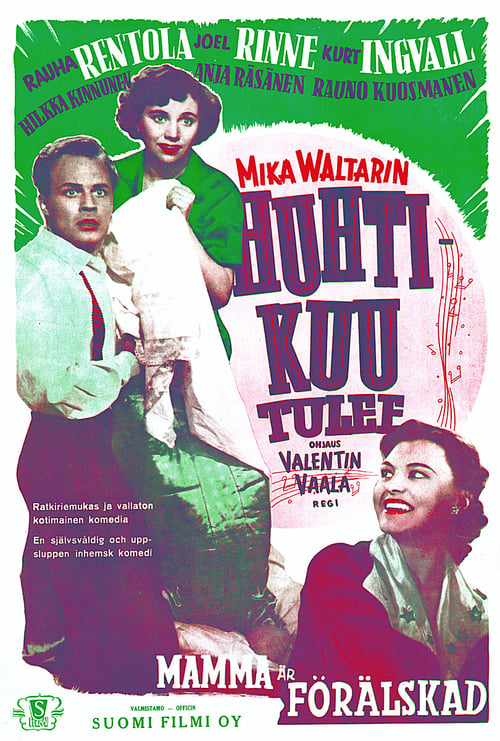 RAUHA RENTOLA JOEL RINNE KURT INGVALL
HILKKA KINNUNEN ANJA RÄSÄNEN RAUNO KUOSMANEN
MIKA WALTARIN
HUHTI-
KUU
TULEE
OHJAUS
VALENTIN
VAALA
REGI
Ratkiriemukas ja vallaton
kotimainen komedia
En självsvåldig och upp-
sluppen inhemsk komedi
MAMMA ÄR
FÖRÄLSKAD
S
VALMISTAMO - OFFICIN
SUOMI FILMI OY